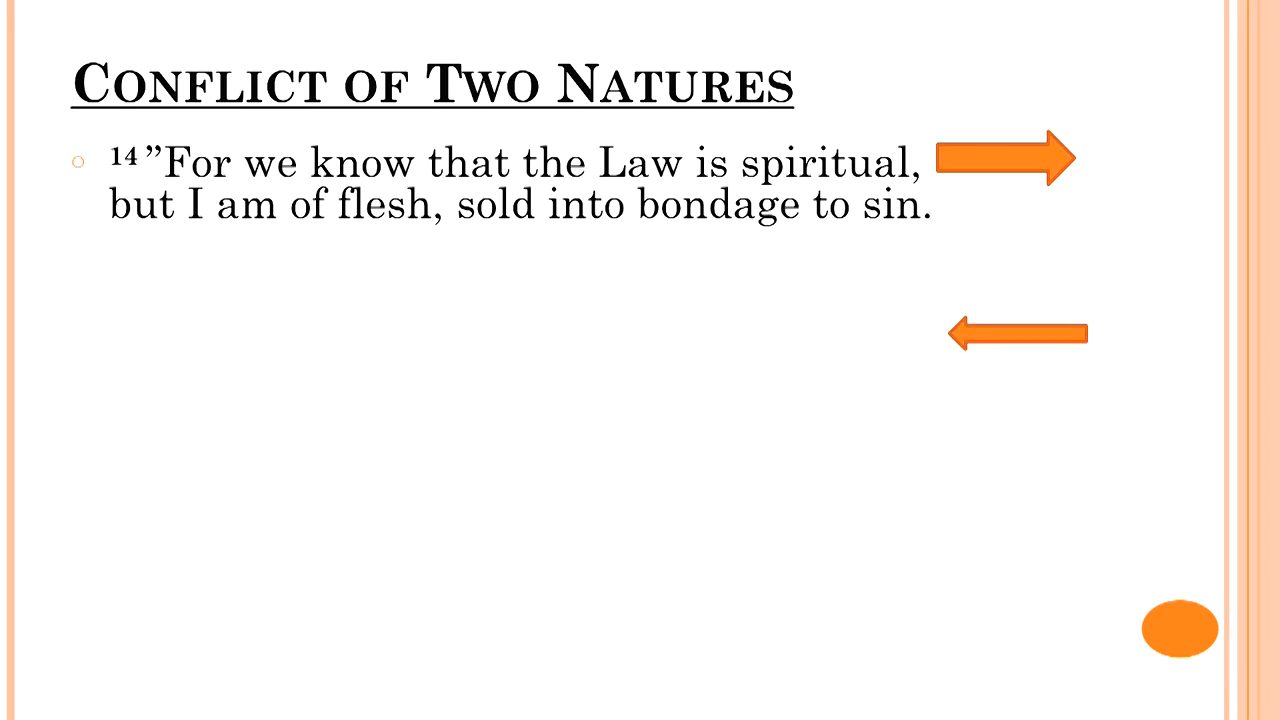 CONFLICT OF TWO NATURES
14 ”For we know that the Law is spiritual,
but I am of flesh, sold into bondage to sin.